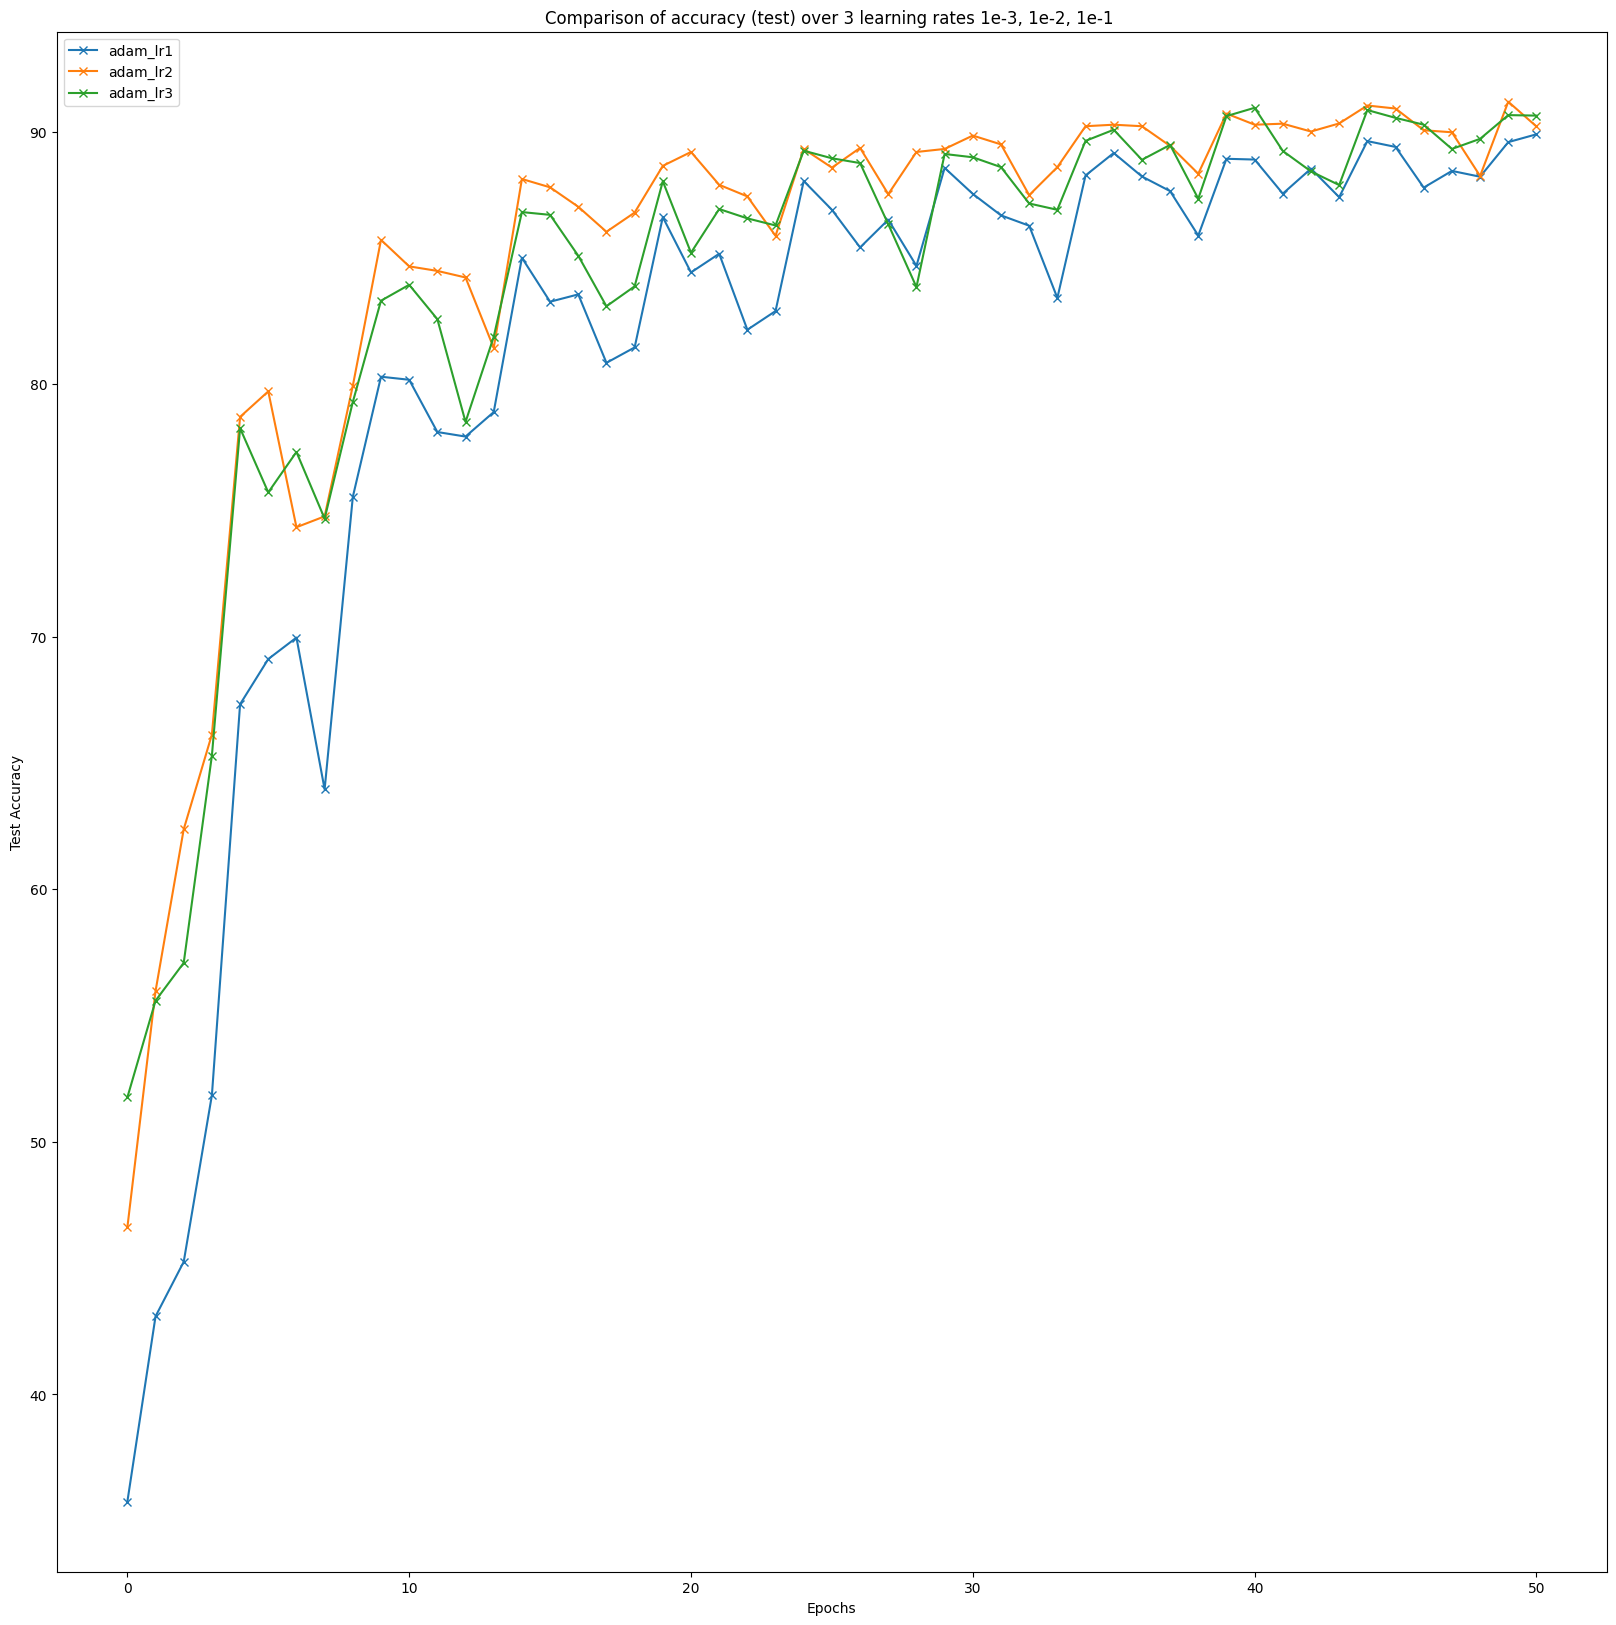 Comparison of accuracy (test) over 3 learning rates 1e-3, 1e-2, 1e-1
adam_lr1
adam_lr2
adam_lr3
90
80
70
60
50
40
Test Accuracy
0 10 20 30 40 50
Epochs